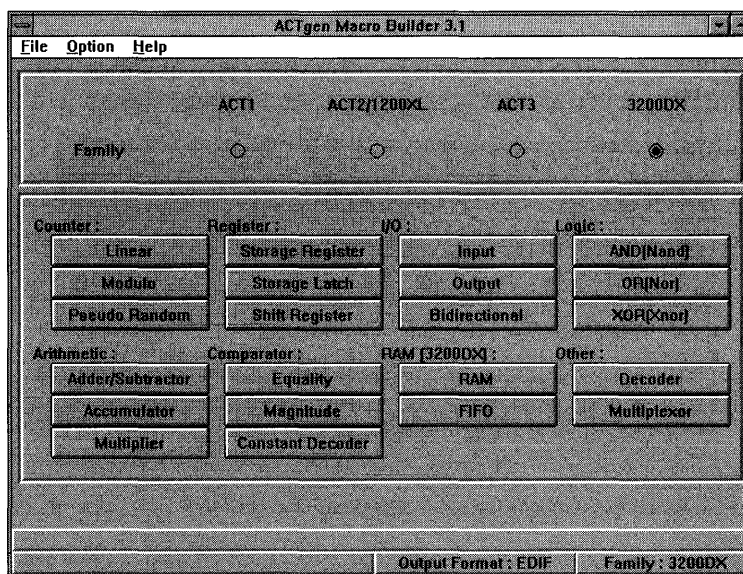 ACTgen Macro Builder 3.1
File Option Help
ACT1 ACT2/1200XL ACT3 3200DX
Family
Counter : Register : I/O : Logic :
Linear Storage Register Input AND(Nand)
Modulo Storage Latch Output OR(Nor)
Pseudo Random Shift Register Bidirectional XOR(Xnor)
Arithmetic : Comparator : RAM (3200DX) : Other :
Adder/Subtractor Equality RAM Decoder
Accumulator Magnitude FIFO Multiplexor
Multiplier Constant Decoder
Output Format : EDIF Family : 3200DX